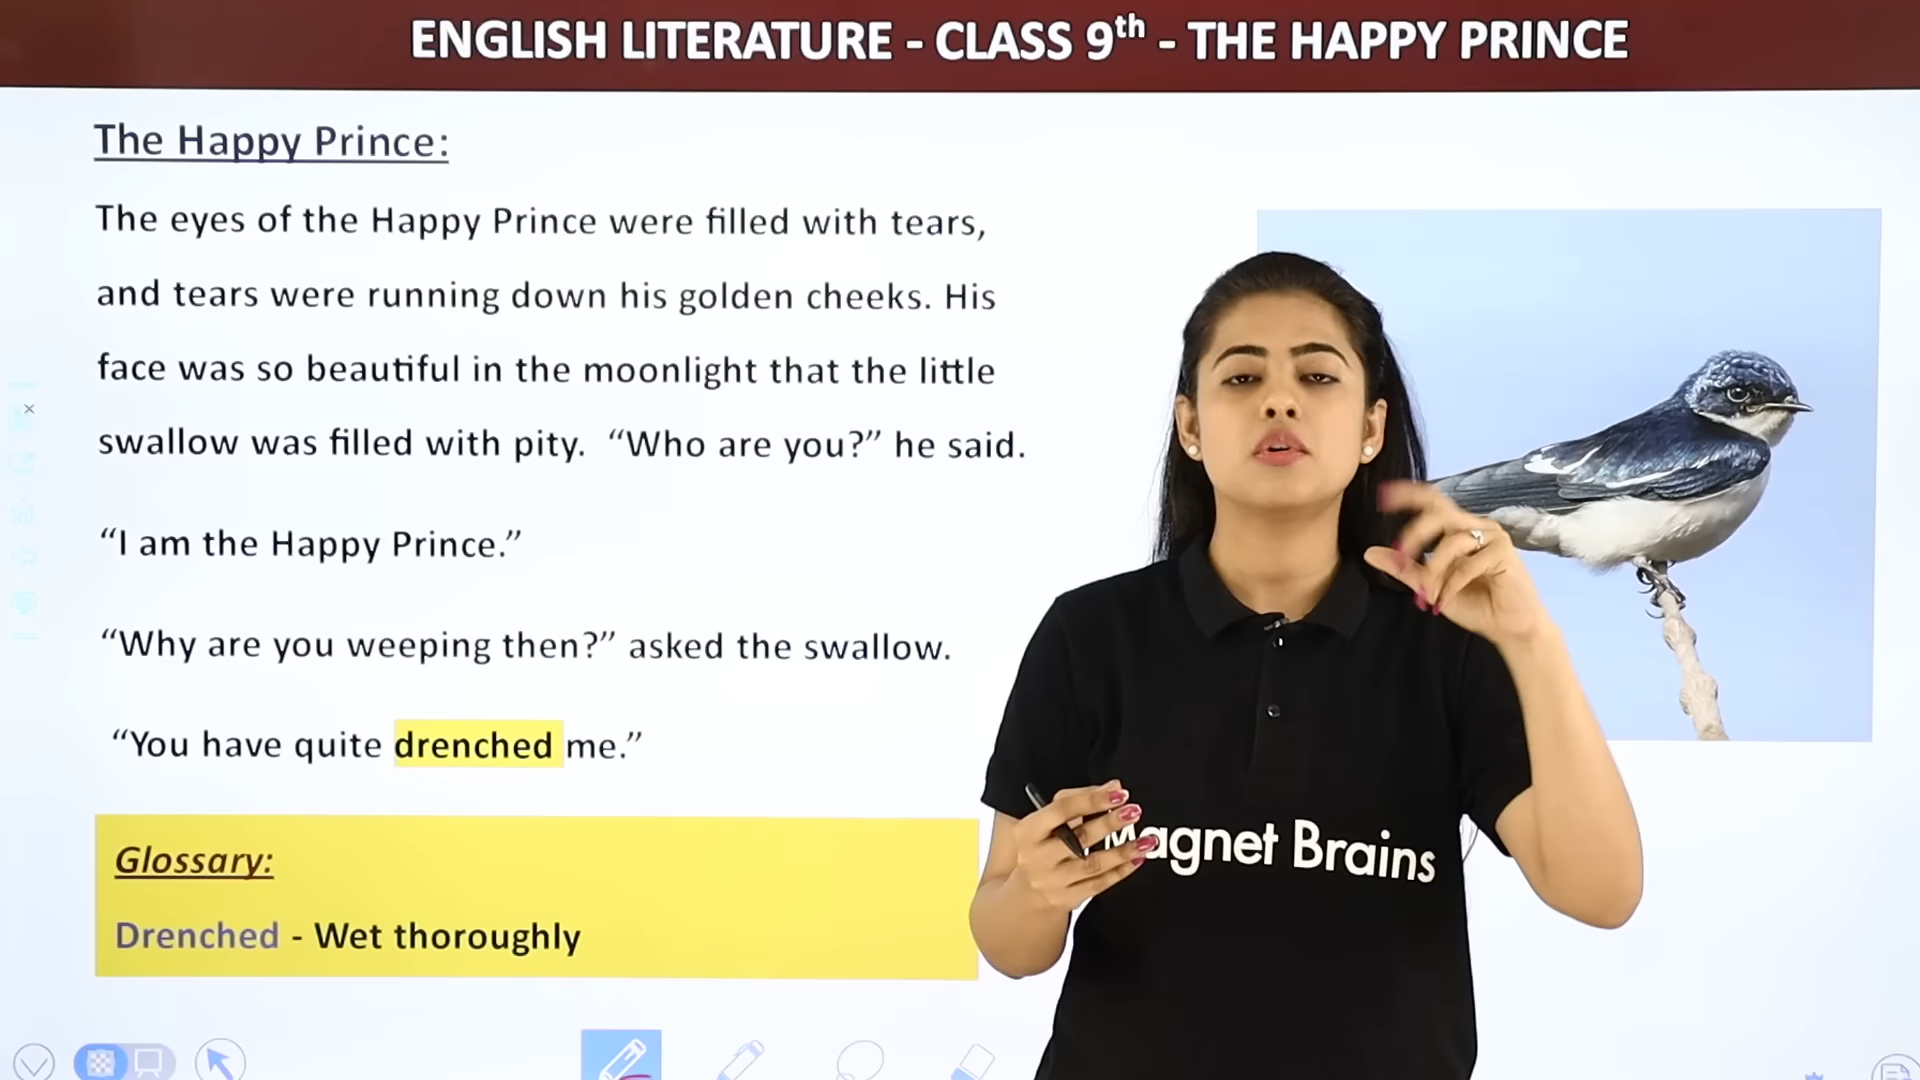 ENGLISH LITERATURE - CLASS 9th - THE HAPPY PRINCE
The Happy Prince:
The eyes of the Happy Prince were filled with tears,
and tears were running down his golden cheeks. His
face was so beautiful in the moonlight that the little
swallow was filled with pity. “Who are you?” he said.
“I am the Happy Prince.”
“Why are you weeping then?” asked the swallow.
“You have quite drenched me.”
Glossary:
Drenched - Wet thoroughly
Magnet Brains